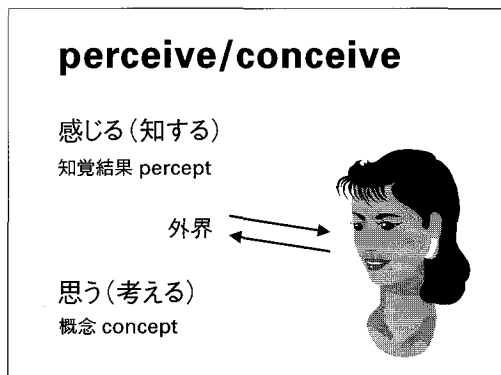 perceive/conceive
感じる（知する）
知覚結果 percept
外界
思う（考える）
概念 concept